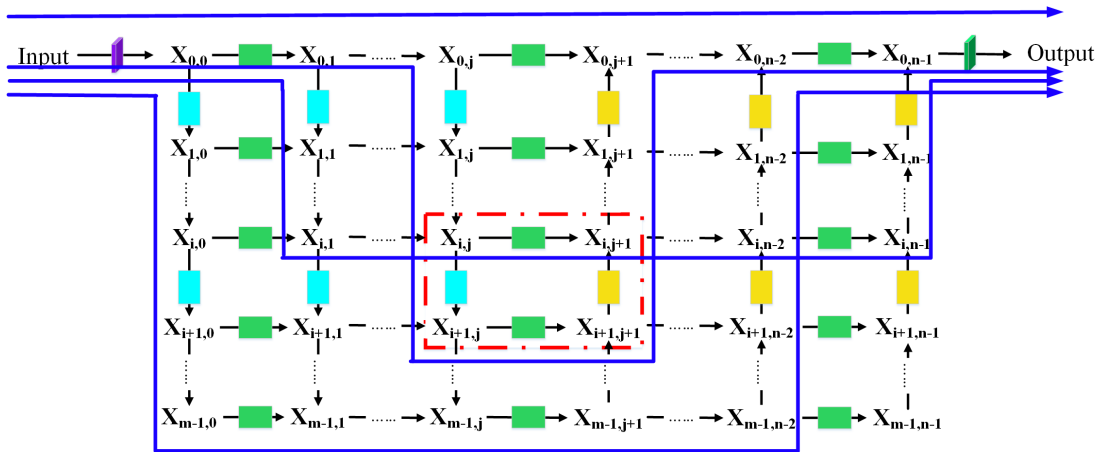 Input X0,0 X0,1 ...... X0,j X0,j+1 ...... X0,n-2 X0,n-1 Output
X1,0 X1,1 ...... X1,j X1,j+1 ...... X1,n-2 X1,n-1
Xi,0 Xi,1 ...... Xi,j Xi,j+1 ...... Xi,n-2 Xi,n-1
Xi+1,0 Xi+1,1 ...... Xi+1,j Xi+1,j+1 ...... Xi+1,n-2 Xi+1,n-1
Xm-1,0 Xm-1,1 ...... Xm-1,j Xm-1,j+1 ...... Xm-1,n-2 Xm-1,n-1